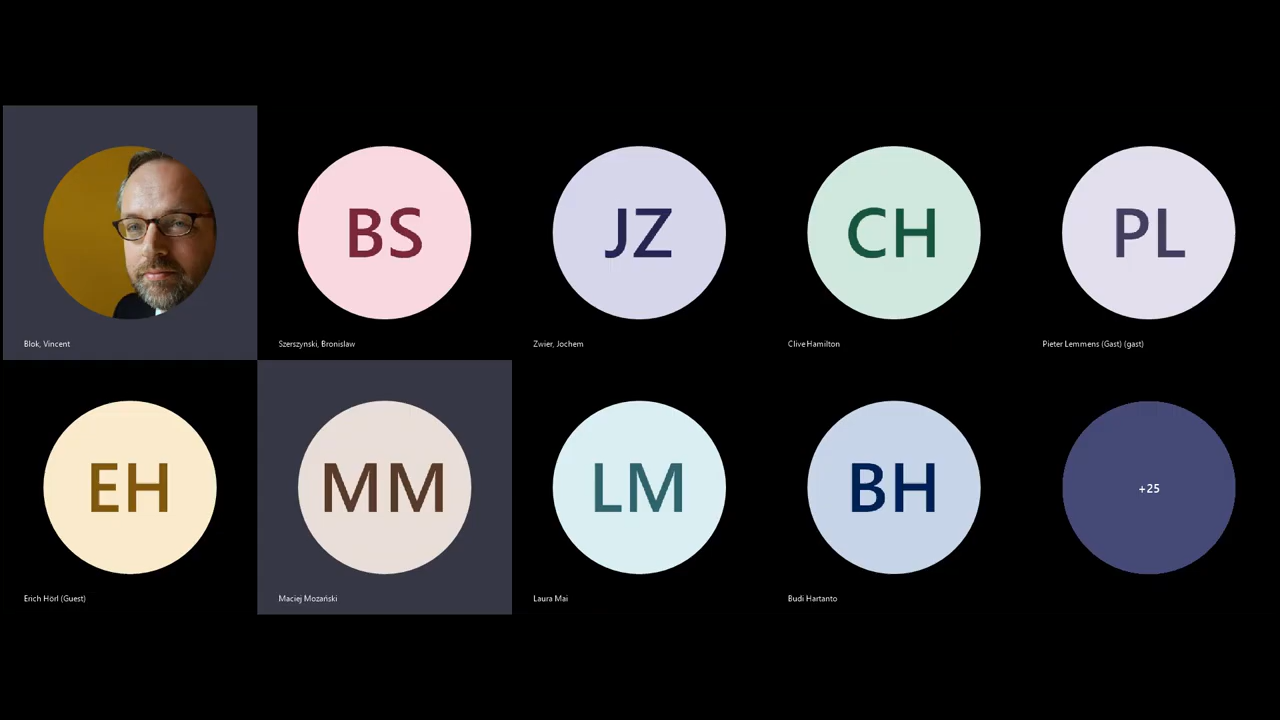 BS
JZ
CH
PL
Blok, Vincent
Szerszynski, Bronislaw
Zwier, Jochem
Clive Hamilton
Pieter Lemmens (Gast) (gast)
EH
MM
LM
BH
+25
Erich Hörl (Guest)
Maciej Mozański
Laura Mai
Budi Hartanto